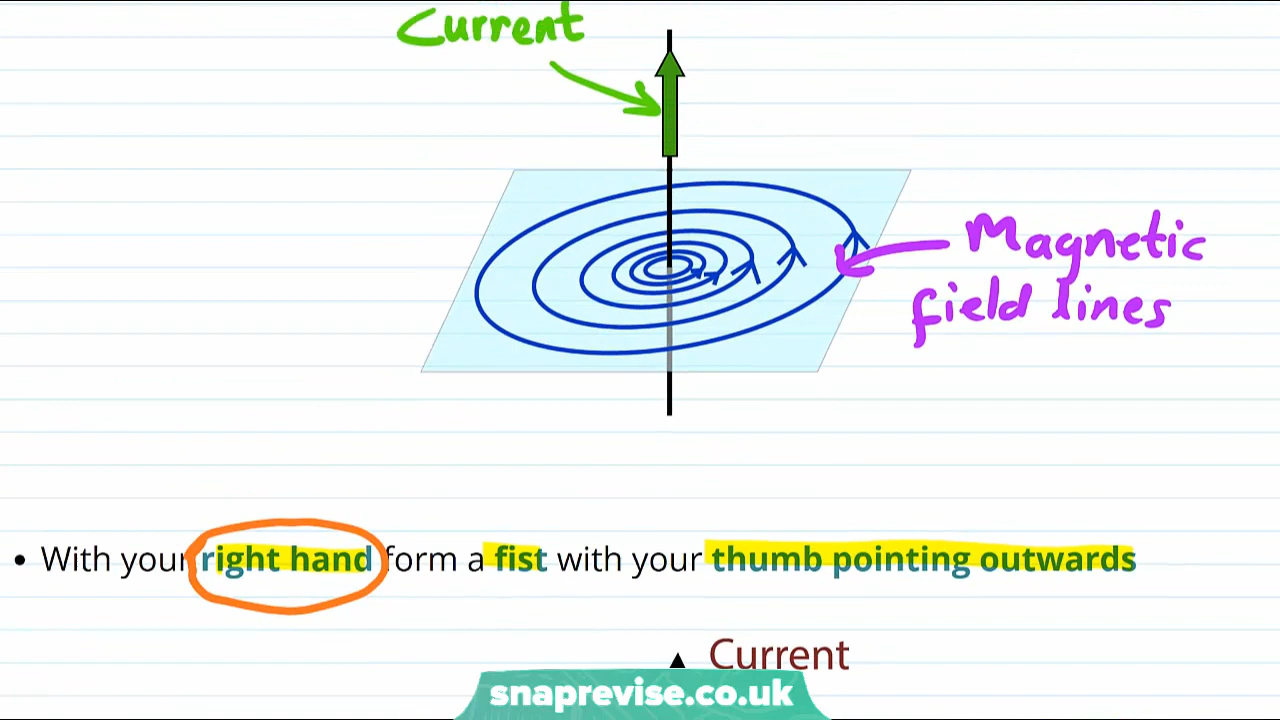 Current
Magnetic
field lines
• With your right hand form a fist with your thumb pointing outwards
Current
snaprevise.co.uk